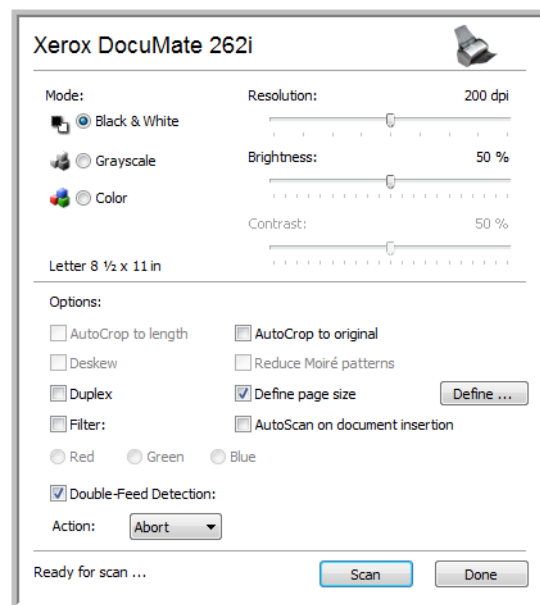 Xerox DocuMate 262i
Mode:
Resolution: 200 dpi
Black & White
Brightness: 50 %
Grayscale
Color
Contrast: 50 %
Letter 8 ½ x 11 in
Options:
AutoCrop to length AutoCrop to original
Deskew Reduce Moiré patterns
Duplex Define page size Define ...
Filter: AutoScan on document insertion
Red Green Blue
Double-Feed Detection:
Action: Abort
Ready for scan ... Scan Done